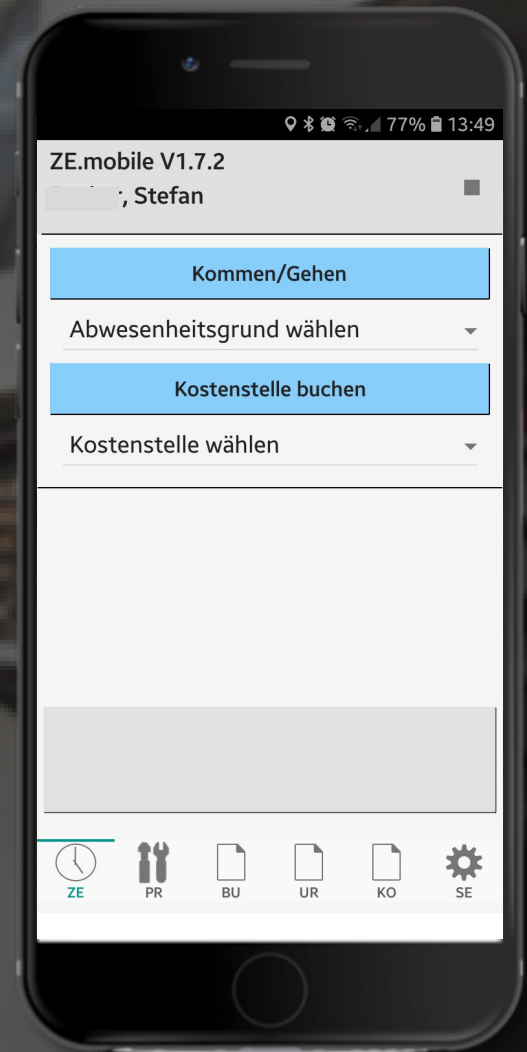 77% 13:49
ZE.mobile V1.7.2
, Stefan
Kommen/Gehen
Abwesenheitsgrund wählen
Kostenstelle buchen
Kostenstelle wählen
ZE PR BU UR KO SE